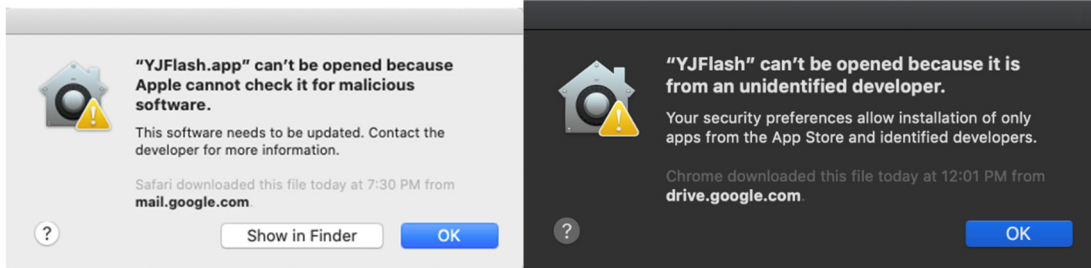 “YJFlash.app” can’t be opened because
Apple cannot check it for malicious
software.
This software needs to be updated. Contact the
developer for more information.
Safari downloaded this file today at 7:30 PM from
mail.google.com.
?
Show in Finder
OK
“YJFlash” can’t be opened because it is
from an unidentified developer.
Your security preferences allow installation of only
apps from the App Store and identified developers.
Chrome downloaded this file today at 12:01 PM from
drive.google.com.
?
OK